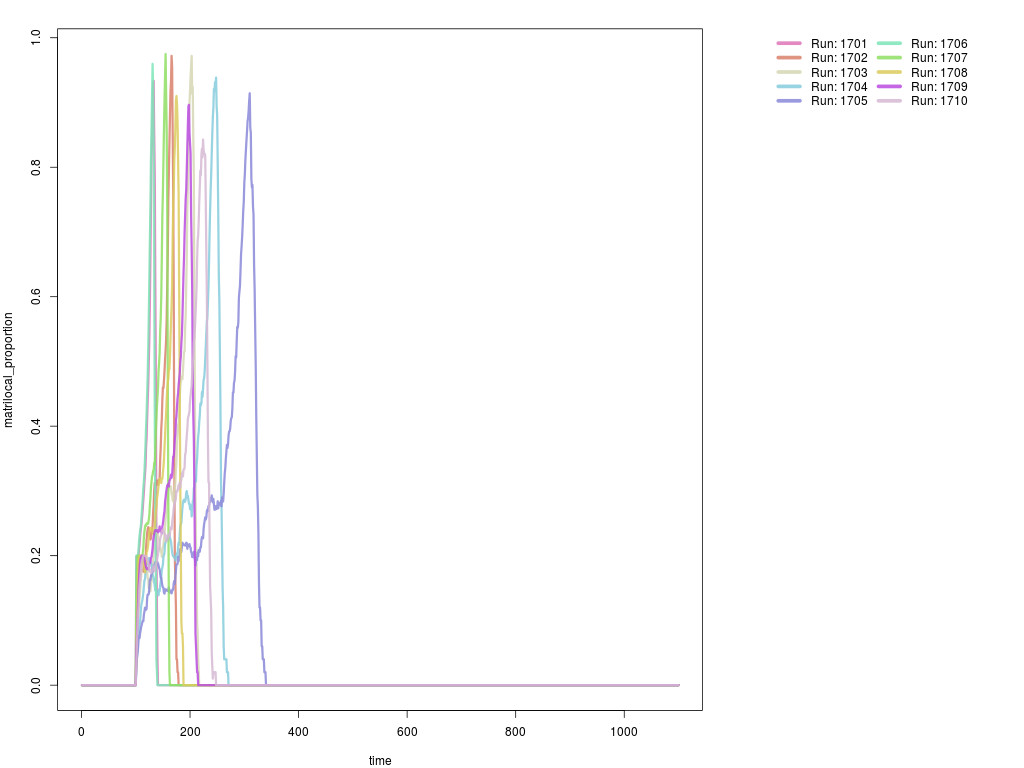 1.0
0.8
0.6
0.4
0.2
0.0
matrilocal_proportion
0 200 400 600 800 1000
time
Run: 1701 Run: 1706
Run: 1702 Run: 1707
Run: 1703 Run: 1708
Run: 1704 Run: 1709
Run: 1705 Run: 1710